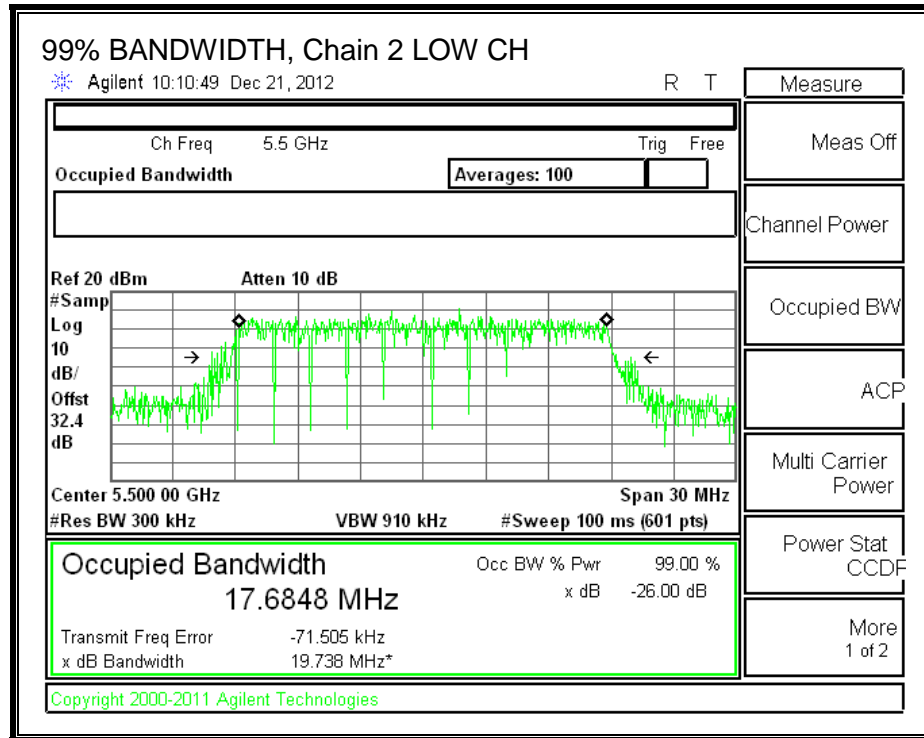 99% BANDWIDTH, Chain 2 LOW CH
Agilent 10:10:49 Dec 21, 2012 R T
Ch Freq 5.5 GHz Trig Free
Occupied Bandwidth Averages: 100
Ref 20 dBm Atten 10 dB
#Samp
Log
10
dB/
Offst
32.4
dB
Center 5.500 00 GHz Span 30 MHz
#Res BW 300 kHz VBW 910 kHz #Sweep 100 ms (601 pts)
Occupied Bandwidth Occ BW % Pwr 99.00 %
17.6848 MHz x dB -26.00 dB
Transmit Freq Error -71.505 kHz
x dB Bandwidth 19.738 MHz*
Copyright 2000-2011 Agilent Technologies
Measure
Meas Off
Channel Power
Occupied BW
ACP
Multi Carrier
Power
Power Stat
CCDF
More
1 of 2